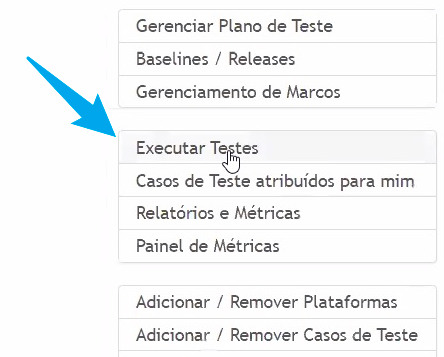 Gerenciar Plano de Teste
Baselines / Releases
Gerenciamento de Marcos
Executar Testes
Casos de Teste atribuídos para mim
Relatórios e Métricas
Painel de Métricas
Adicionar / Remover Plataformas
Adicionar / Remover Casos de Teste